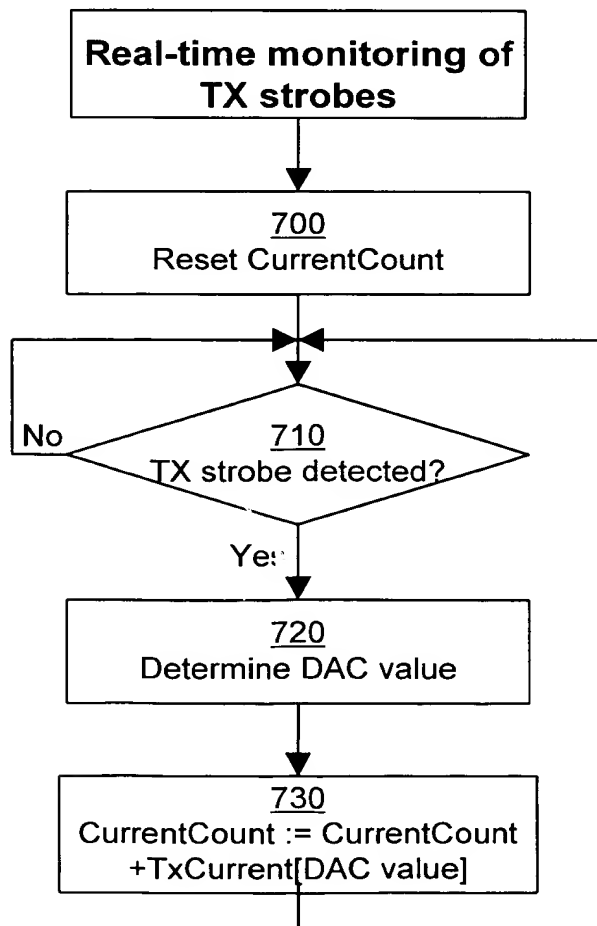 Real-time monitoring of
TX strobes
700
Reset CurrentCount
No
710
TX strobe detected?
Yes
720
Determine DAC value
730
CurrentCount := CurrentCount
+TxCurrent[DAC value]